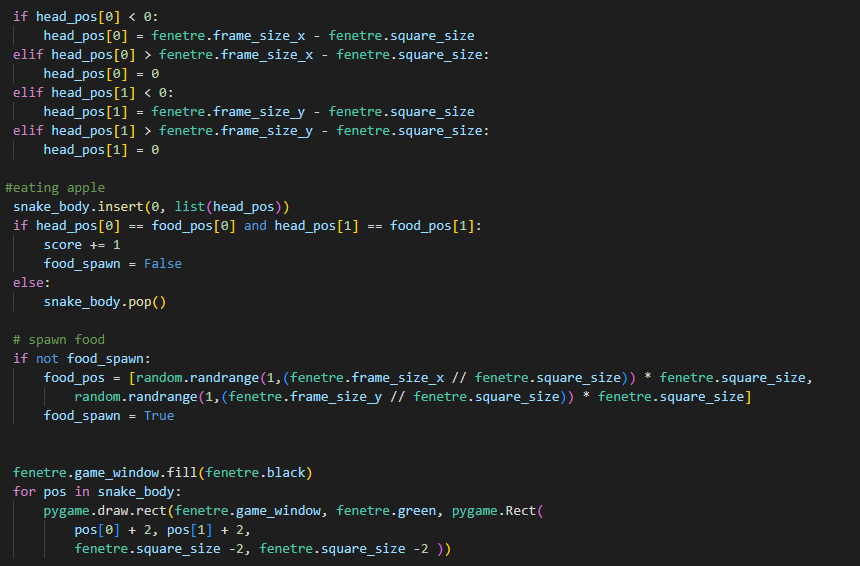 if head_pos[0] < 0:
    head_pos[0] = fenetre.frame_size_x - fenetre.square_size
elif head_pos[0] > fenetre.frame_size_x - fenetre.square_size:
    head_pos[0] = 0
elif head_pos[1] < 0:
    head_pos[1] = fenetre.frame_size_y - fenetre.square_size
elif head_pos[1] > fenetre.frame_size_y - fenetre.square_size:
    head_pos[1] = 0
#eating apple
snake_body.insert(0, list(head_pos))
if head_pos[0] == food_pos[0] and head_pos[1] == food_pos[1]:
    score += 1
    food_spawn = False
else:
    snake_body.pop()
# spawn food
if not food_spawn:
    food_pos = [random.randrange(1,(fenetre.frame_size_x // fenetre.square_size)) * fenetre.square_size,
        random.randrange(1,(fenetre.frame_size_y // fenetre.square_size)) * fenetre.square_size]
    food_spawn = True
fenetre.game_window.fill(fenetre.black)
for pos in snake_body:
    pygame.draw.rect(fenetre.game_window, fenetre.green, pygame.Rect(
        pos[0] + 2, pos[1] + 2,
        fenetre.square_size -2, fenetre.square_size -2 ))